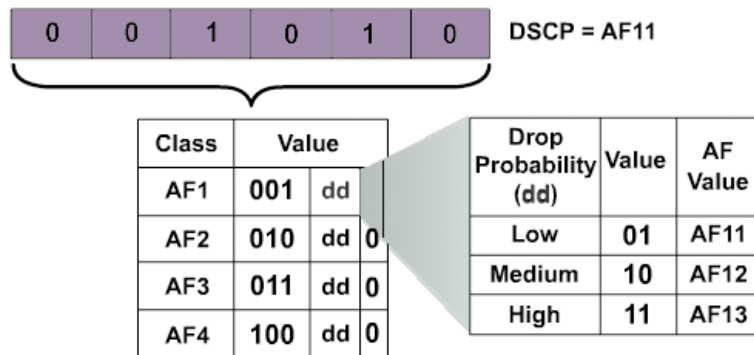 0 0 1 0 1 0 DSCP = AF11
Class Value
AF1 001 dd
AF2 010 dd 0
AF3 011 dd 0
AF4 100 dd 0
Drop Probability (dd) Value AF Value
Low 01 AF11
Medium 10 AF12
High 11 AF13